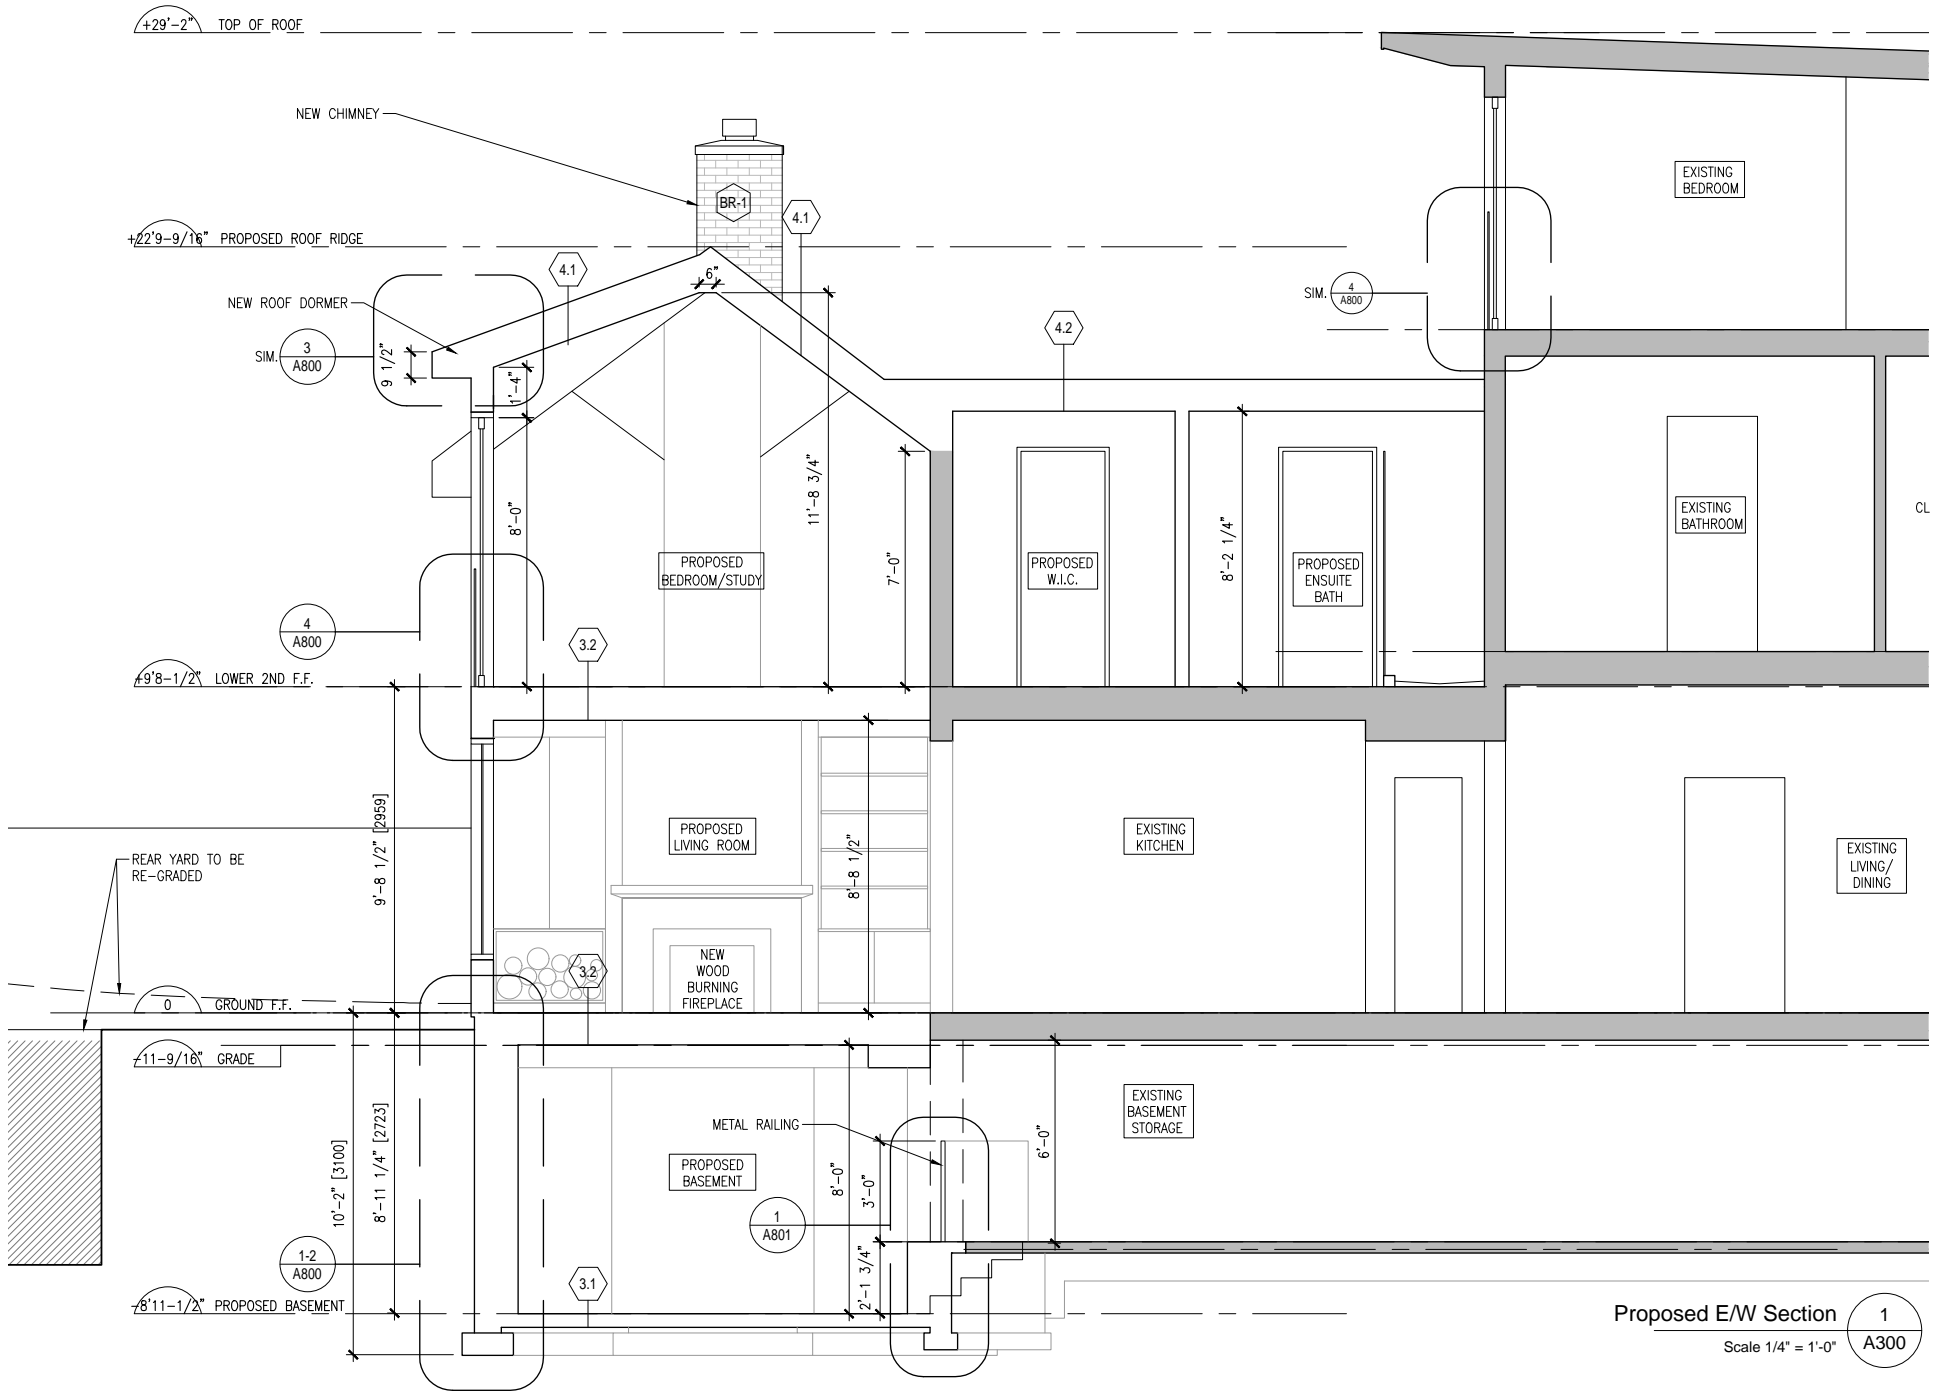 +29'-2" TOP OF ROOF
NEW CHIMNEY
BR-1
4.1
+22'9-9/16" PROPOSED ROOF RIDGE
4.1
6"
NEW ROOF DORMER
SIM.
3
A800
9 1/2"
1'-4"
SIM.
4
A800
4.2
EXISTING
BEDROOM
8'-0"
11'-8 3/4"
7'-0"
8'-2 1/4"
PROPOSED
BEDROOM/STUDY
PROPOSED
W.I.C.
PROPOSED
ENSUITE
BATH
EXISTING
BATHROOM
CL
4
A800
3.2
+9'8-1/2" LOWER 2ND F.F.
9'-8 1/2" [2959]
8'-8 1/2"
PROPOSED
LIVING ROOM
EXISTING
KITCHEN
EXISTING
LIVING/
DINING
REAR YARD TO BE
RE-GRADED
NEW
WOOD
BURNING
FIREPLACE
3.2
0
GROUND F.F.
-11-9/16" GRADE
10'-2" [3100]
8'-11 1/4" [2723]
METAL RAILING
PROPOSED
BASEMENT
8'-0"
3'-0"
6'-0"
EXISTING
BASEMENT
STORAGE
1
A801
2'-1 3/4"
1-2
A800
3.1
-8'11-1/2" PROPOSED BASEMENT
Proposed E/W Section
Scale 1/4" = 1'-0"
1
A300